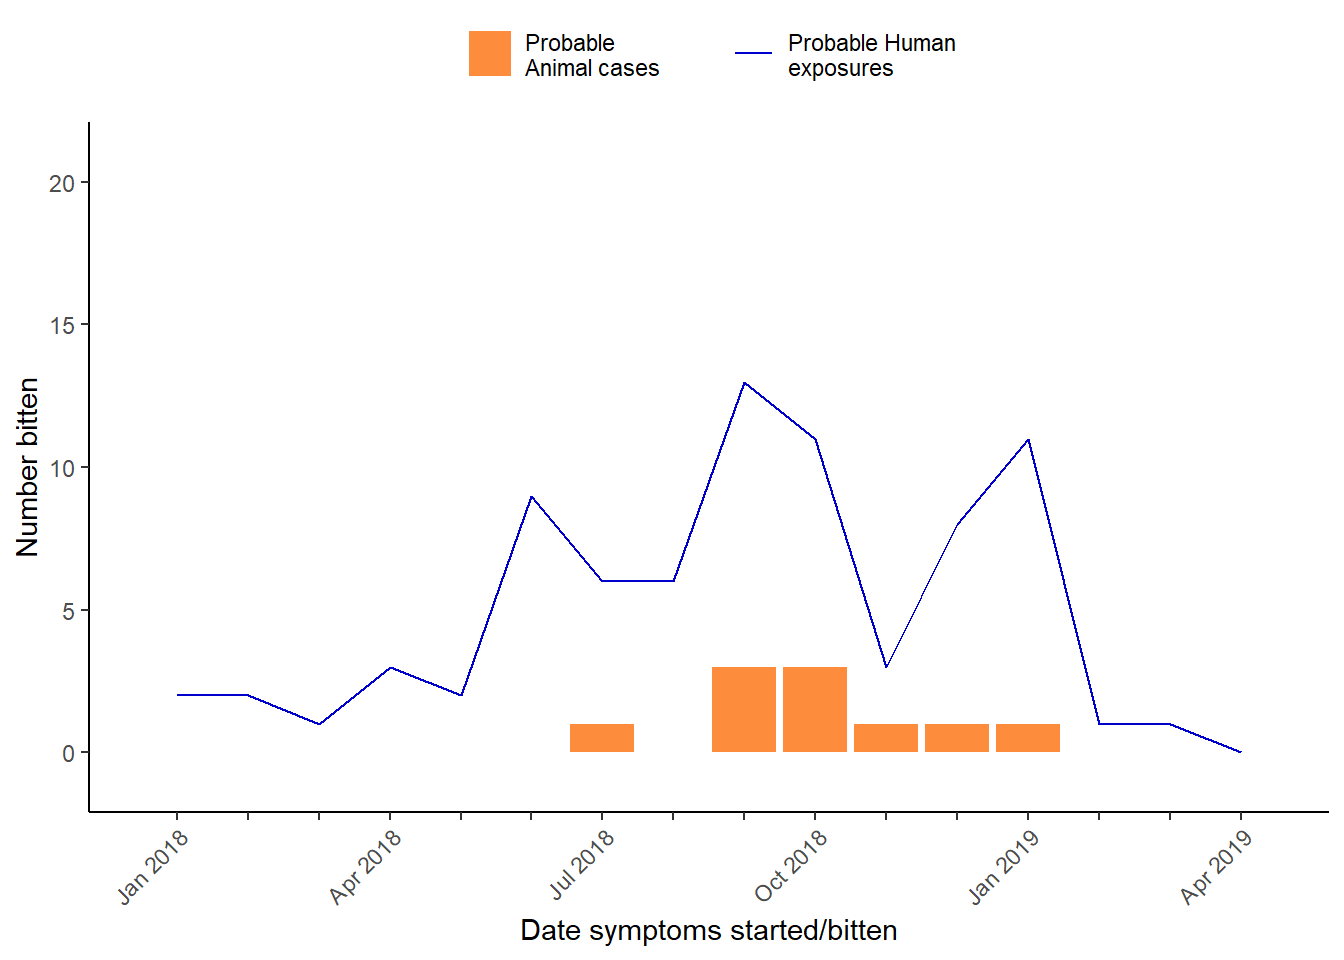 Probable
Animal cases
Probable Human
exposures
Number bitten
20
15
10
5
0
Jan 2018
Apr 2018
Jul 2018
Oct 2018
Jan 2019
Apr 2019
Date symptoms started/bitten